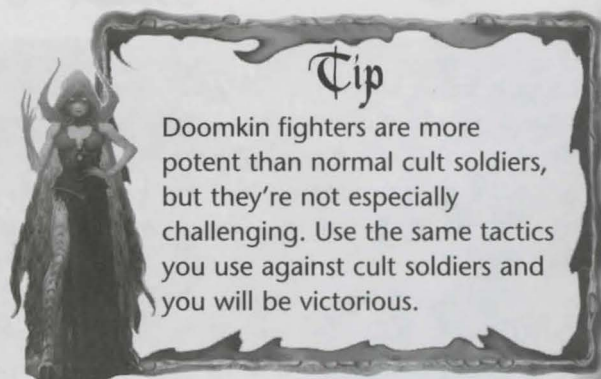 Tip
Doomkin fighters are more
potent than normal cult soldiers,
but they're not especially
challenging. Use the same tactics
you use against cult soldiers and
you will be victorious.